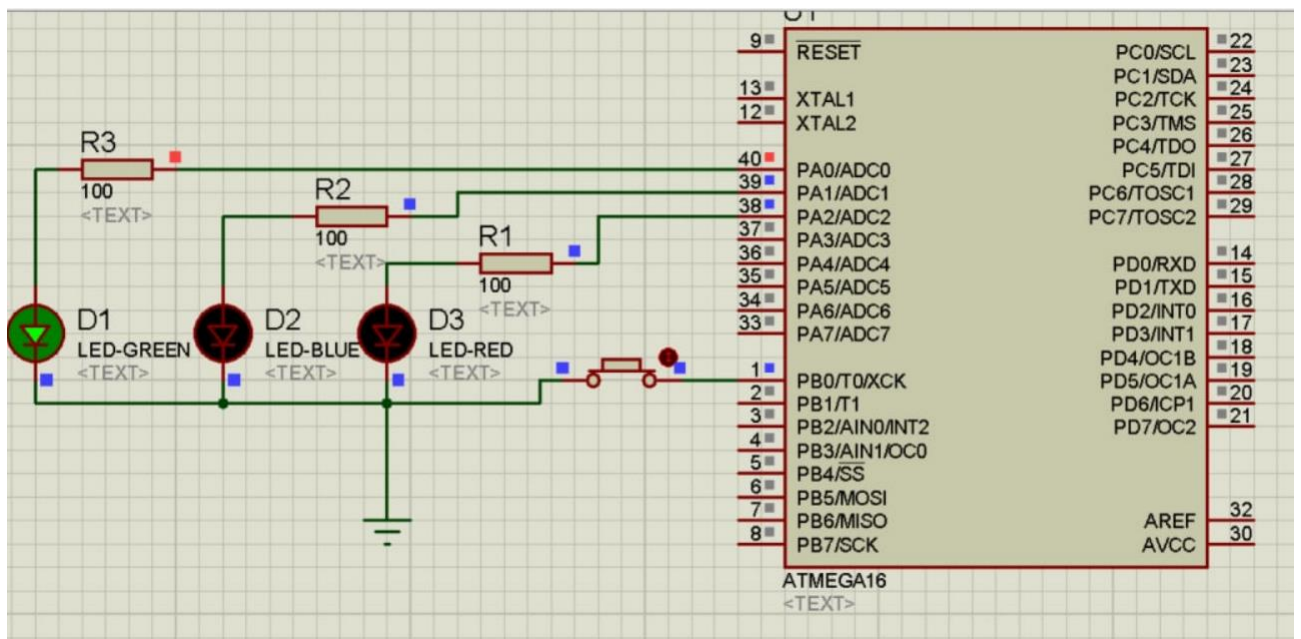 U1
9
RESET
22
PC0/SCL
23
PC1/SDA
13
XTAL1
24
PC2/TCK
12
XTAL2
25
PC3/TMS
26
PC4/TDO
R3
100
<TEXT>
40
PA0/ADC0
27
PC5/TDI
39
PA1/ADC1
28
PC6/TOSC1
R2
100
<TEXT>
38
PA2/ADC2
29
PC7/TOSC2
37
PA3/ADC3
R1
100
<TEXT>
36
PA4/ADC4
14
PD0/RXD
35
PA5/ADC5
15
PD1/TXD
34
PA6/ADC6
16
PD2/INT0
33
PA7/ADC7
17
PD3/INT1
D1
LED-GREEN
<TEXT>
D2
LED-BLUE
<TEXT>
D3
LED-RED
<TEXT>
18
PD4/OC1B
1
PB0/T0/XCK
19
PD5/OC1A
2
PB1/T1
20
PD6/ICP1
3
PB2/AIN0/INT2
21
PD7/OC2
4
PB3/AIN1/OC0
5
PB4/SS
6
PB5/MOSI
7
PB6/MISO
32
AREF
8
PB7/SCK
30
AVCC
ATMEGA16
<TEXT>